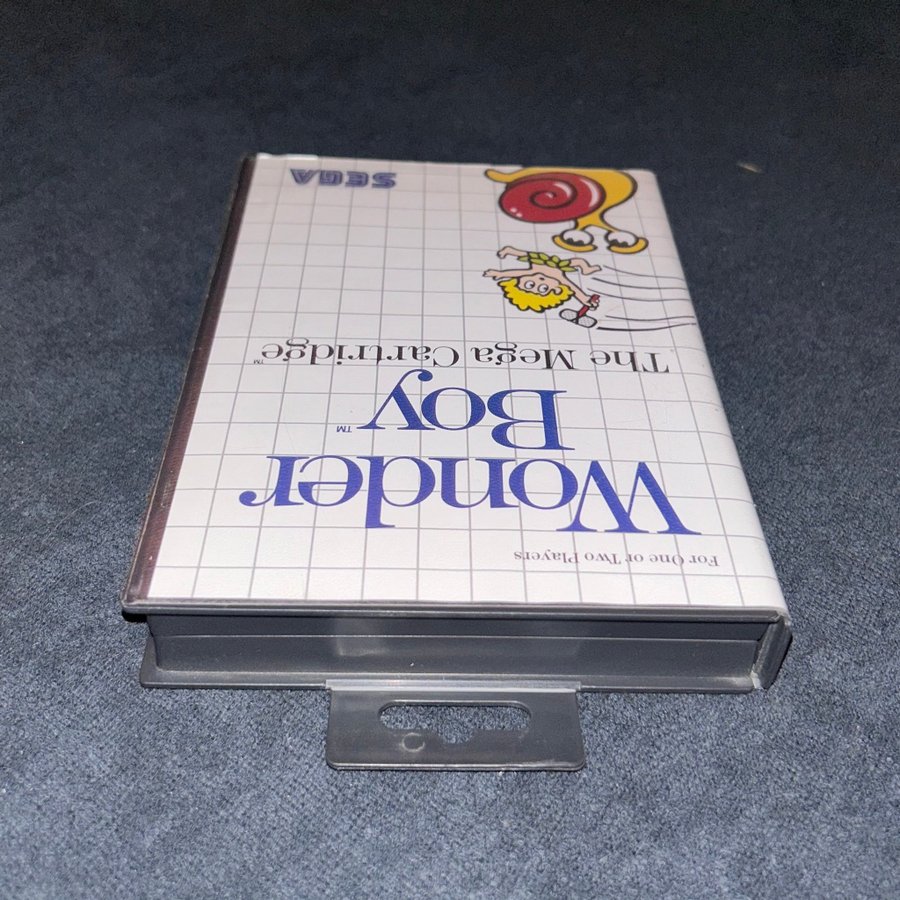 For One or Two Players
Wonder
Boy™
The Mega Cartridge™
SEGA